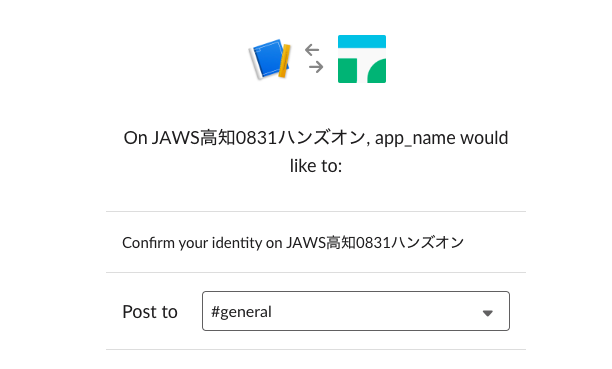 On JAWS高知0831ハンズオン, app_name would
like to:
Confirm your identity on JAWS高知0831ハンズオン
Post to
#general